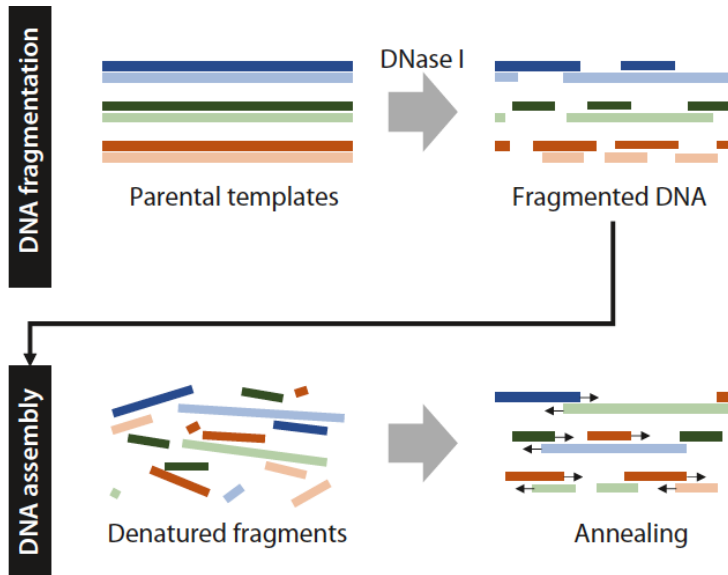 DNA fragmentation
DNase I
Parental templates
Fragmented DNA
DNA assembly
Denatured fragments
Annealing